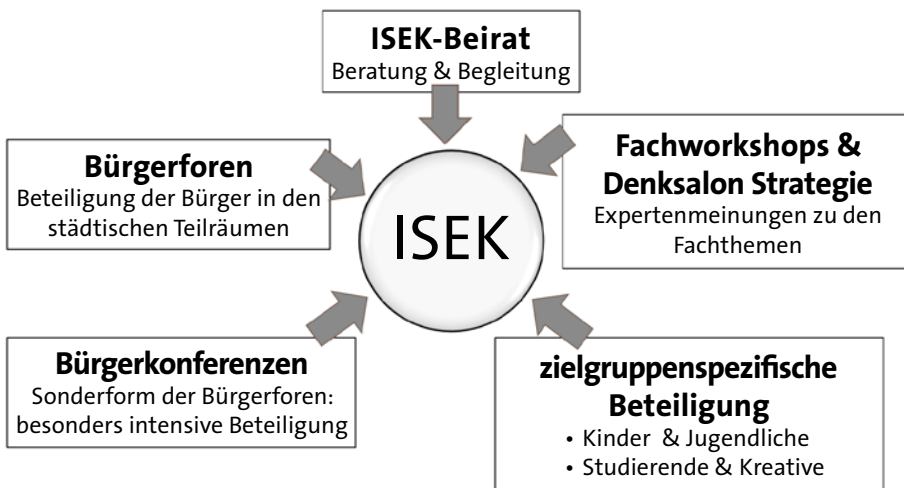 ISEK-Beirat
Beratung & Begleitung
Bürgerforen
Beteiligung der Bürger in den
städtischen Teilräumen
Fachworkshops &
Denksalon Strategie
Expertenmeinungen zu den
Fachthemen
ISEK
Bürgerkonferenzen
Sonderform der Bürgerforen:
besonders intensive Beteiligung
zielgruppenspezifische
Beteiligung
• Kinder & Jugendliche
• Studierende & Kreative